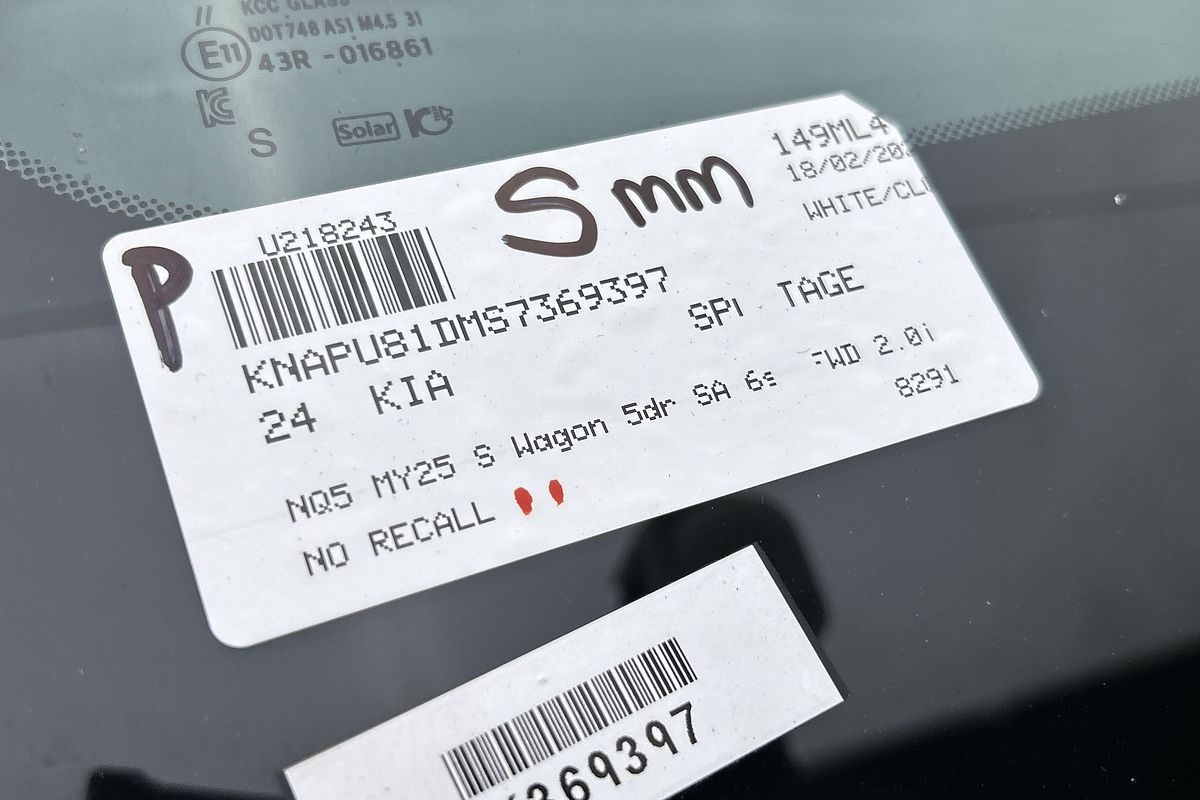 KCC GLASS
DOT748 AS1 M4.5 31
E11
43R -016861
S
Solar
149ML4
18/02/20
S mm
WHITE/CL
U218243
P
KNAPU81DMS7369397
24 KIA SP TAGE
NQ5 MY25 S Wagon 5dr SA 6s WD 2.0i
8291
NO RECALL
369397